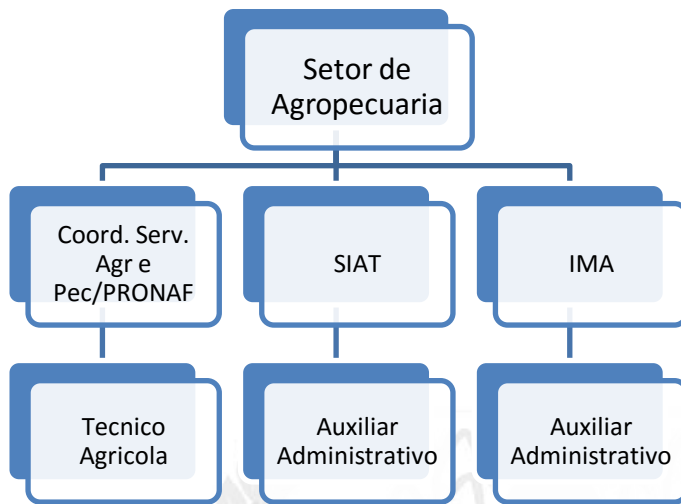 Setor de
Agropecuaria
Coord. Serv.
Agr e
Pec/PRONAF
SIAT
IMA
Tecnico
Agricola
Auxiliar
Administrativo
Auxiliar
Administrativo